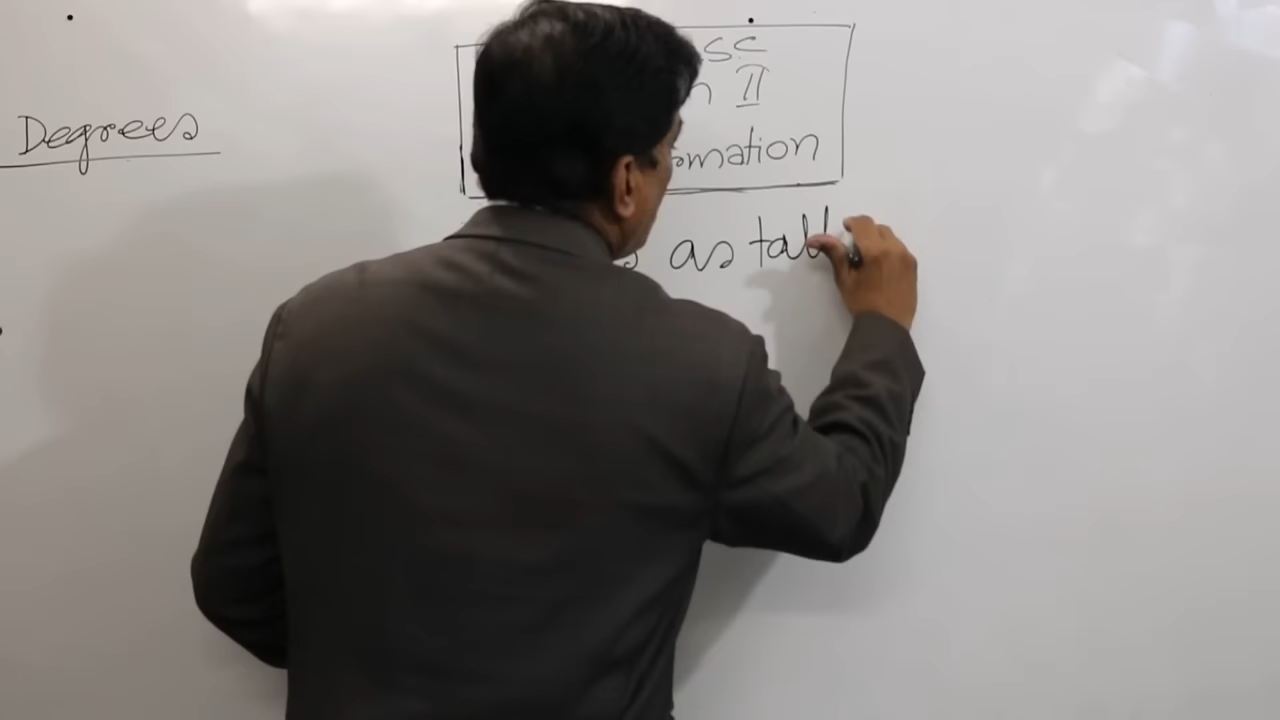 Degrees
SC
n II
mation
s as tall